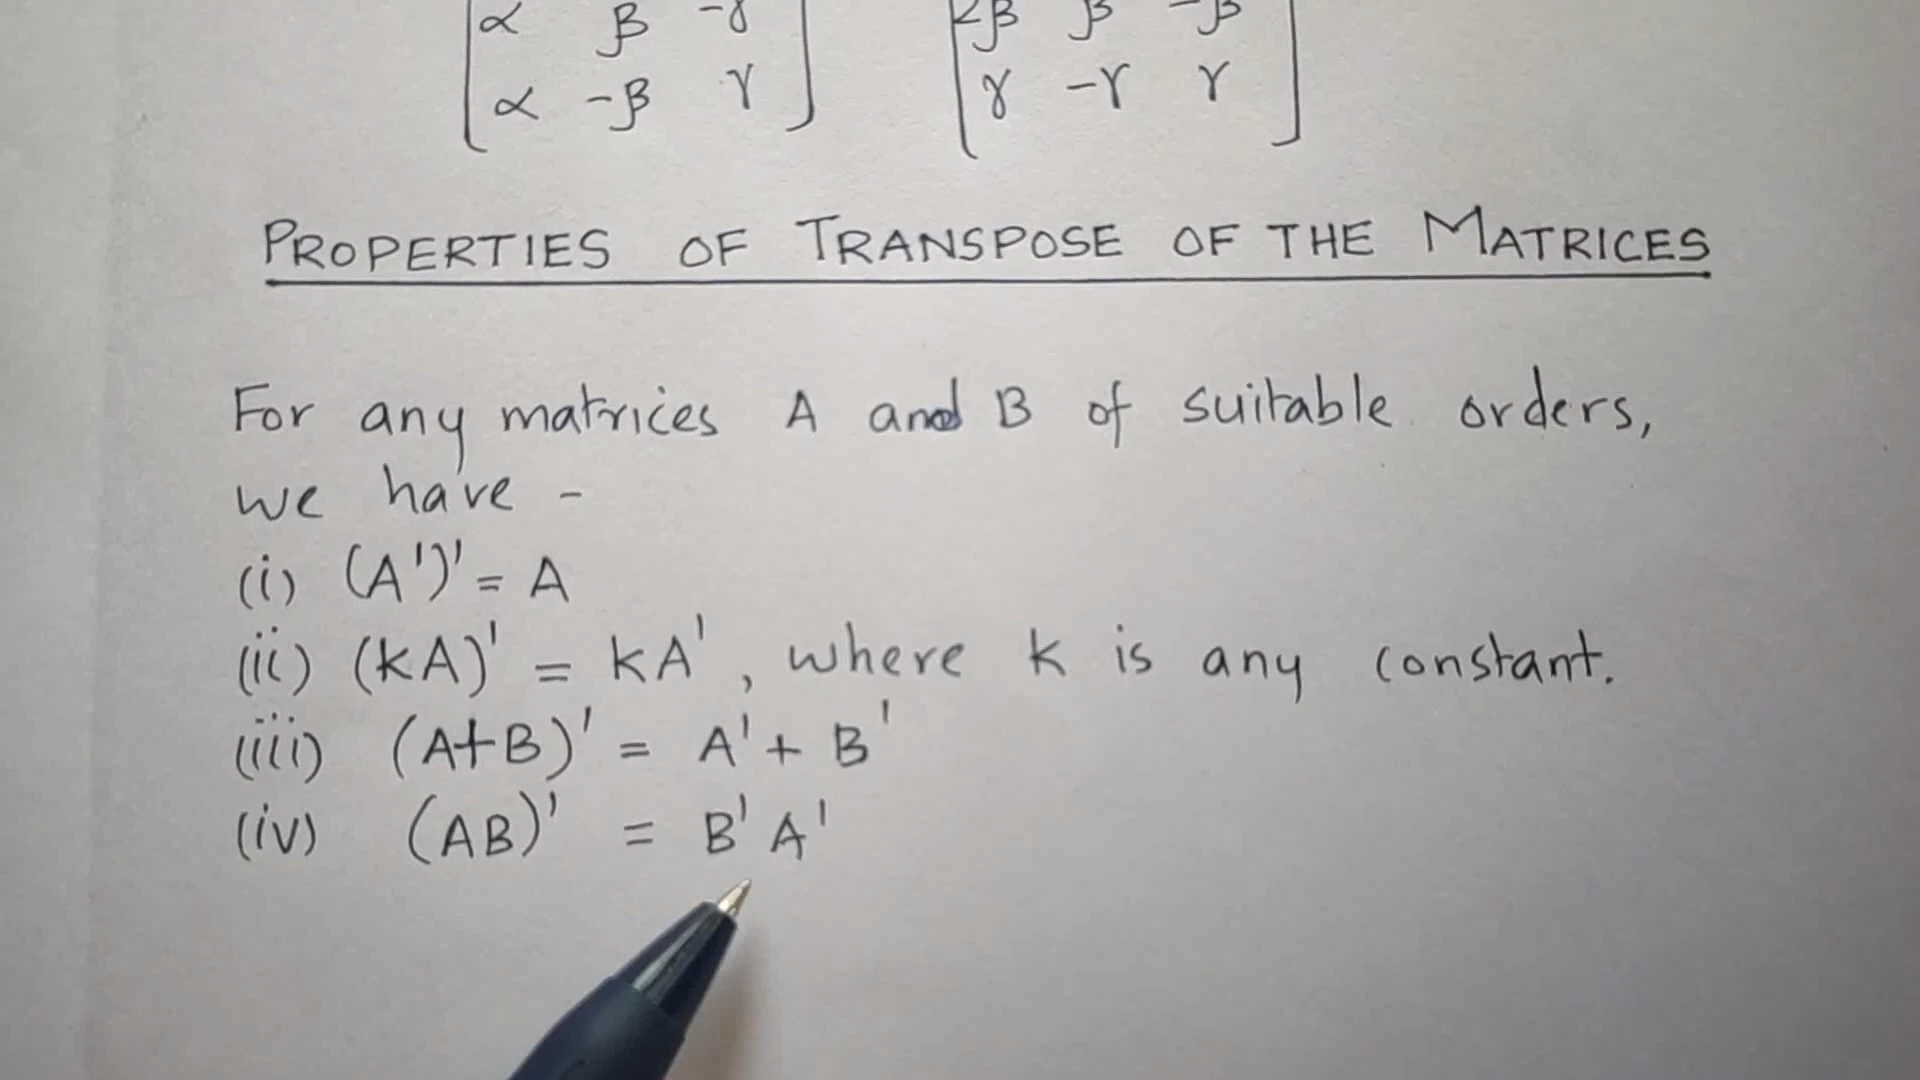 α β -γ 2β β -β
α -β γ γ -γ γ
PROPERTIES OF TRANSPOSE OF THE MATRICES
For any matrices A and B of suitable orders,
we have -
(i) (A')' = A
(ii) (kA)' = kA', where k is any constant.
(iii) (A+B)' = A' + B'
(iv) (AB)' = B'A'